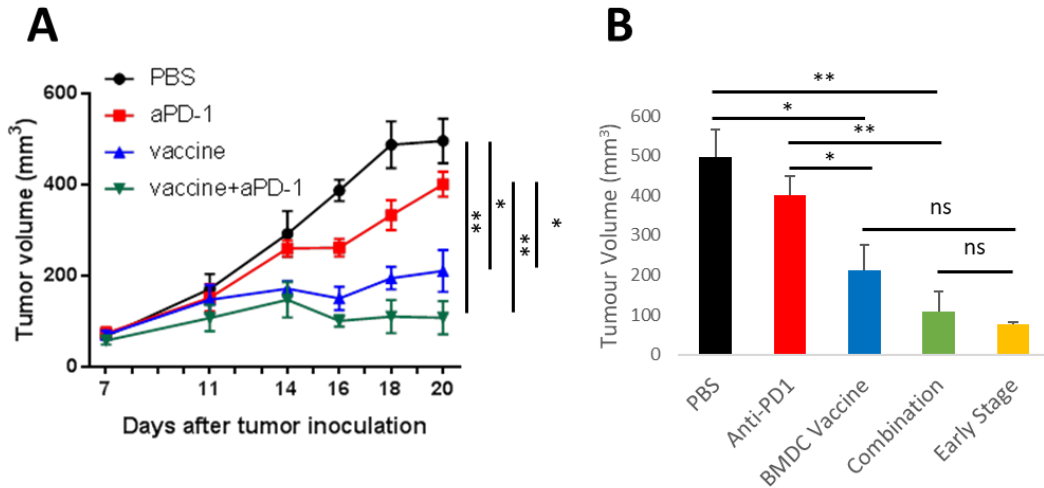 A
PBS
aPD-1
vaccine
vaccine+aPD-1
Tumor volume (mm3)
600
400
200
0
7 11 14 16 18 20
Days after tumor inoculation
**
*
**
*
B
Tumour Volume (mm3)
600
500
400
300
200
100
0
**
*
**
*
ns
ns
PBS
Anti-PD1
BMDC Vaccine
Combination
Early Stage